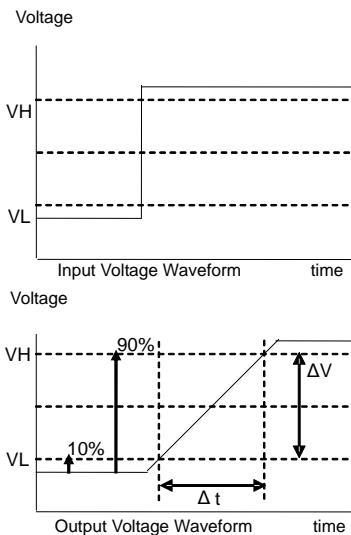 Voltage
VH
VL
Input Voltage Waveform time
Voltage
90%
VH
ΔV
10%
VL
Δ t
Output Voltage Waveform time